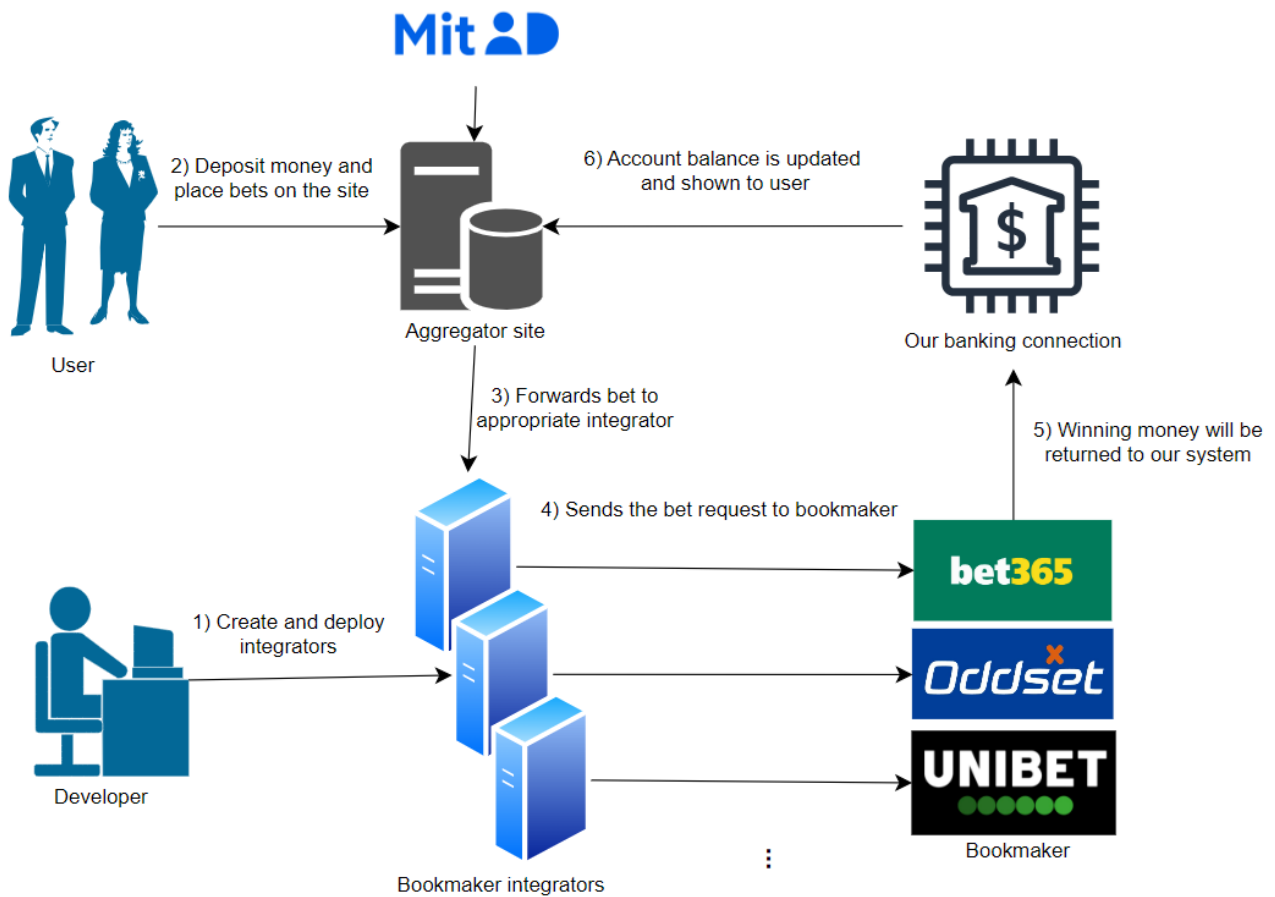 Mit
2) Deposit money and
place bets on the site
6) Account balance is updated
and shown to user
$
Aggregator site
Our banking connection
User
3) Forwards bet to
appropriate integrator
5) Winning money will be
returned to our system
4) Sends the bet request to bookmaker
bet365
1) Create and deploy
integrators
Oddset
UNIBET
Developer
Bookmaker
Bookmaker integrators